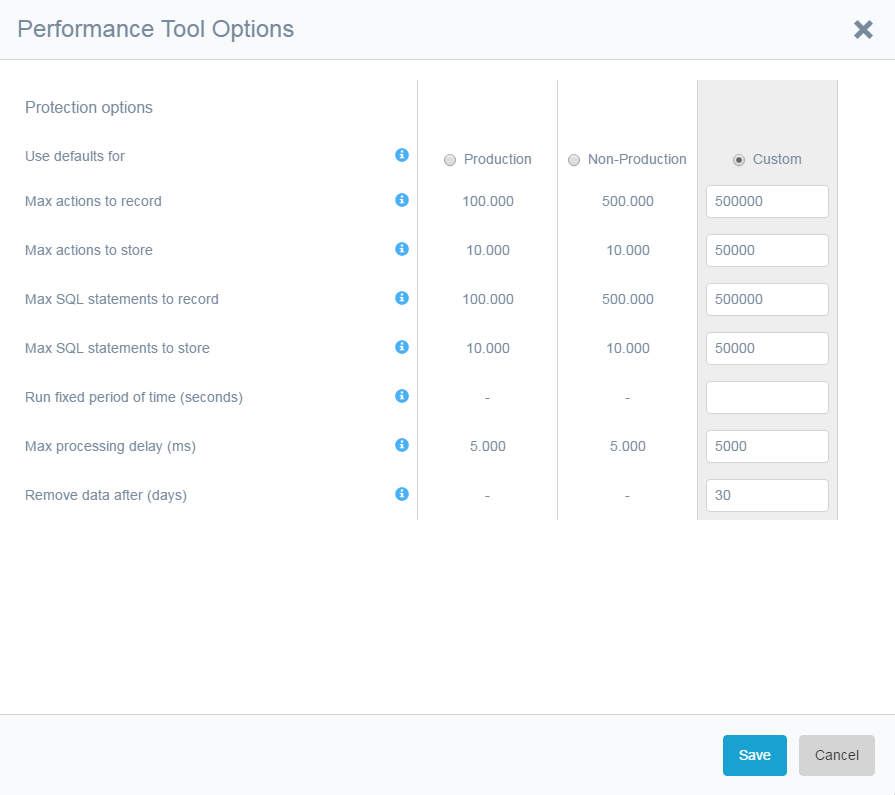 Performance Tool Options
Protection options
Use defaults for Production Non-Production Custom
Max actions to record 100.000 500.000 500000
Max actions to store 10.000 10.000 50000
Max SQL statements to record 100.000 500.000 500000
Max SQL statements to store 10.000 10.000 50000
Run fixed period of time (seconds) - -
Max processing delay (ms) 5.000 5.000 5000
Remove data after (days) - - 30
Save Cancel